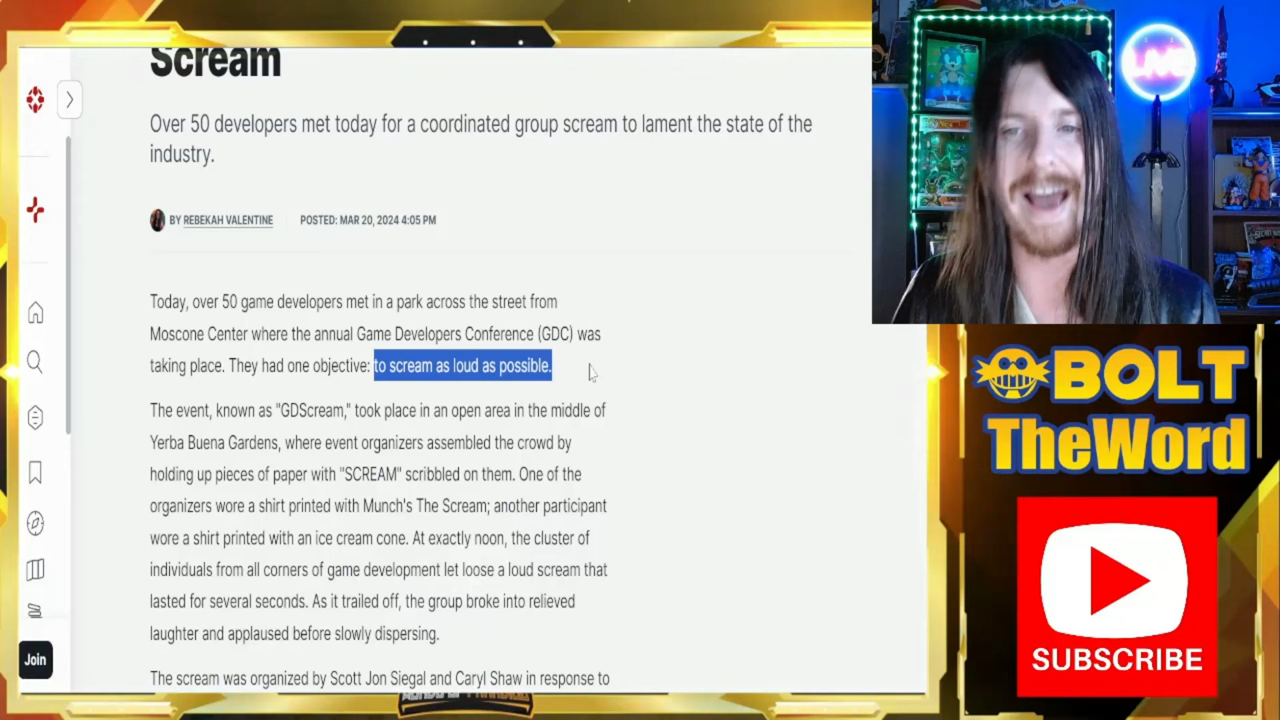 Scream
Over 50 developers met today for a coordinated group scream to lament the state of the
industry.
BY REBEKAH VALENTINE POSTED: MAR 20, 2024 4:05 PM
Today, over 50 game developers met in a park across the street from
Moscone Center where the annual Game Developers Conference (GDC) was
taking place. They had one objective: to scream as loud as possible.
The event, known as "GDScream," took place in an open area in the middle of
Yerba Buena Gardens, where event organizers assembled the crowd by
holding up pieces of paper with "SCREAM" scribbled on them. One of the
organizers wore a shirt printed with Munch's The Scream; another participant
wore a shirt printed with an ice cream cone. At exactly noon, the cluster of
individuals from all corners of game development let loose a loud scream that
lasted for several seconds. As it trailed off, the group broke into relieved
laughter and applaused before slowly dispersing.
The scream was organized by Scott Jon Siegal and Caryl Shaw in response to
Join
LIVE
BOLT
TheWord
SUBSCRIBE